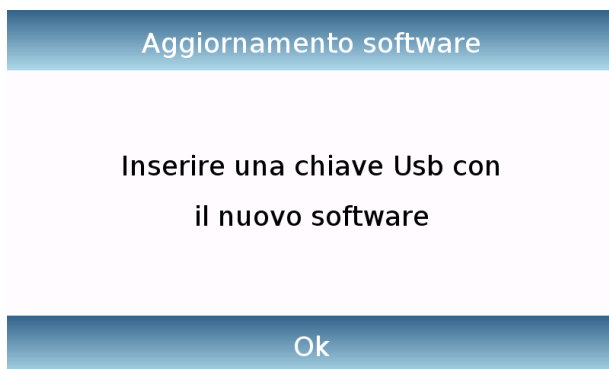 Aggiornamento software
Inserire una chiave Usb con
il nuovo software
Ok